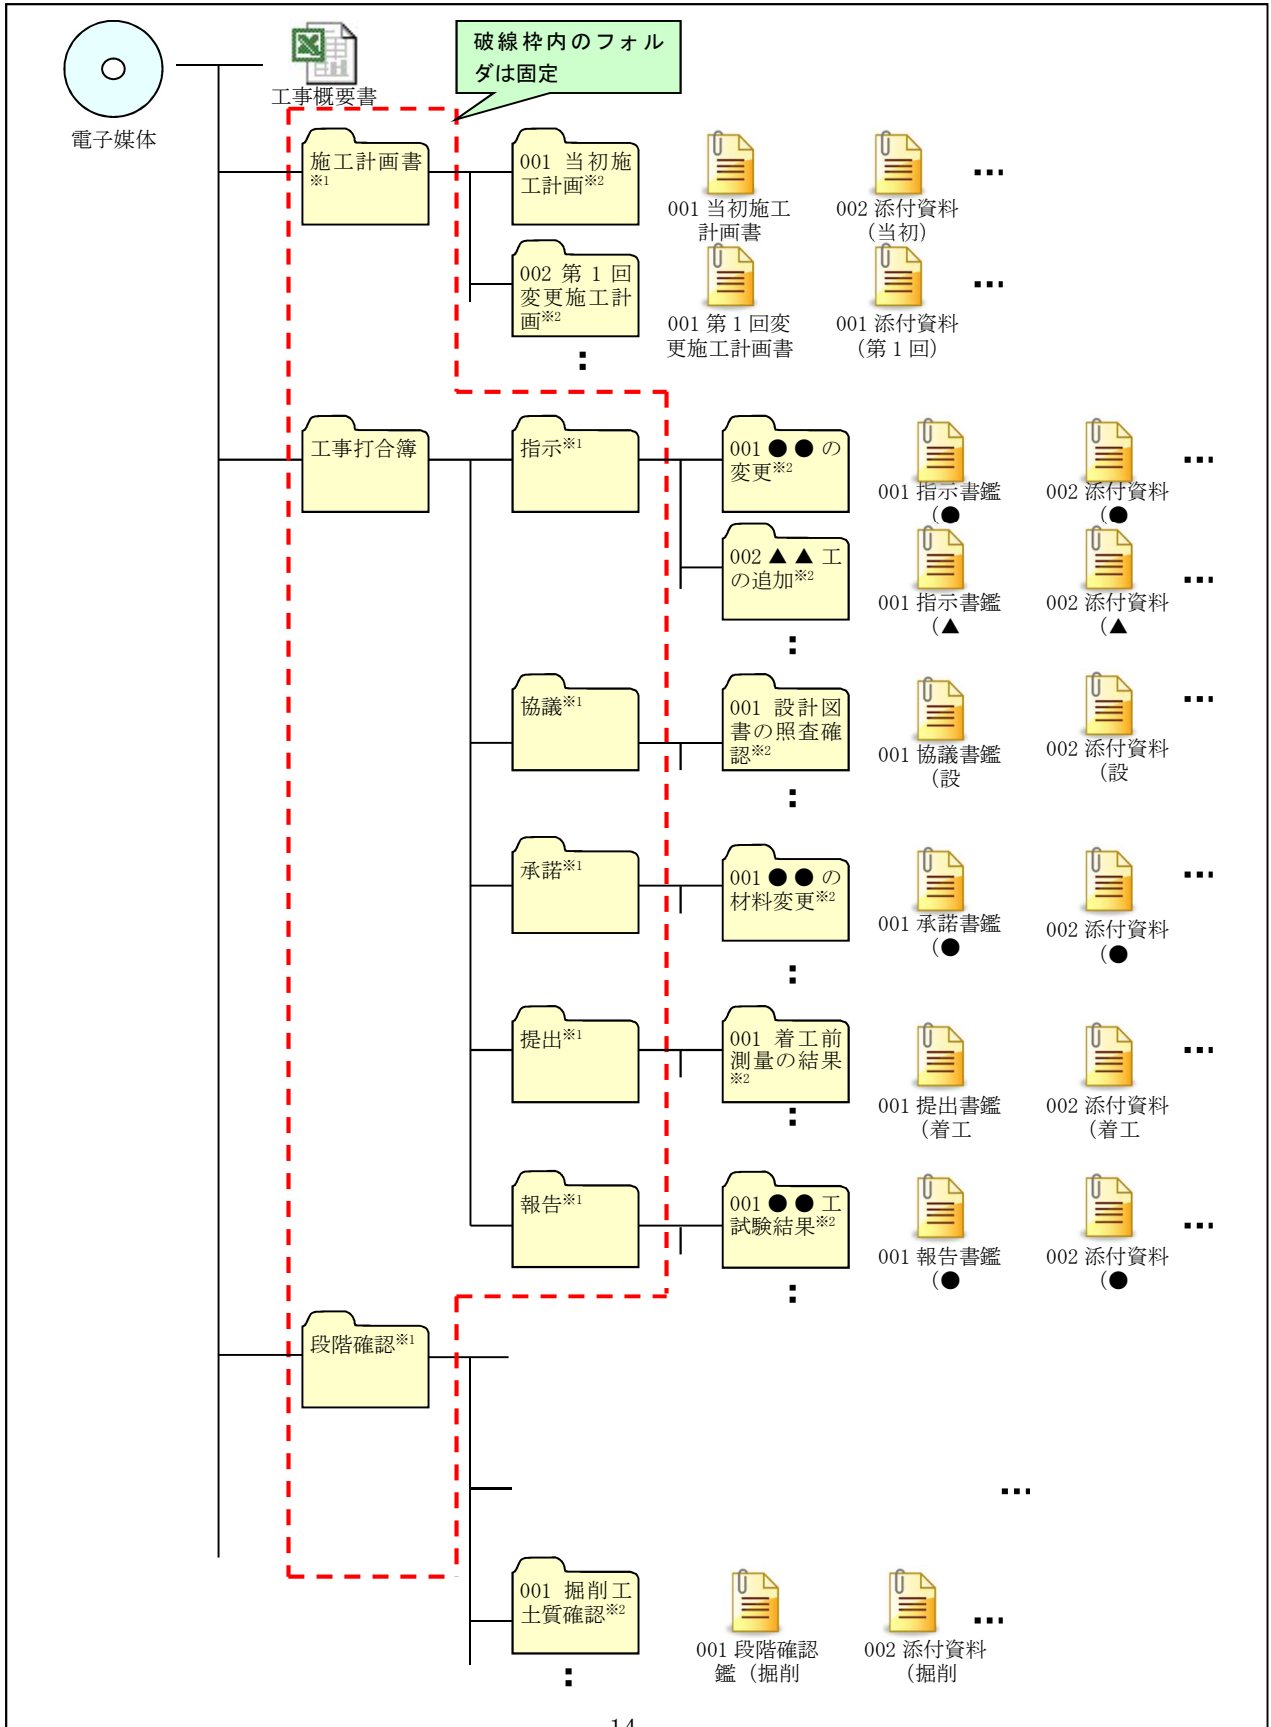 破線枠内のフォル
ダは固定
工事概要書
電子媒体
施工計画書
※1
001 当初施
工計画※2
001 当初施工
計画書
002 添付資料
(当初)
…
002 第1回
変更施工計
画※2
001 第1回変
更施工計画書
001 添付資料
(第1回)
…
:
工事打合簿
指示※1
001 ●●の
変更※2
001 指示書鑑
(●
002 添付資料
(●
…
002 ▲▲工
の追加※2
001 指示書鑑
(▲
002 添付資料
(▲
…
:
協議※1
001 設計図
書の照査確
認※2
001 協議書鑑
(設
002 添付資料
(設
…
:
承諾※1
001 ●●の
材料変更※2
001 承諾書鑑
(●
002 添付資料
(●
…
:
提出※1
001 着工前
測量の結果
※2
001 提出書鑑
(着工
002 添付資料
(着工
…
:
報告※1
001 ●●工
試験結果※2
001 報告書鑑
(●
002 添付資料
(●
…
:
段階確認※1
…
001 掘削工
土質確認※2
001 段階確認
鑑(掘削
002 添付資料
(掘削
…
:
14